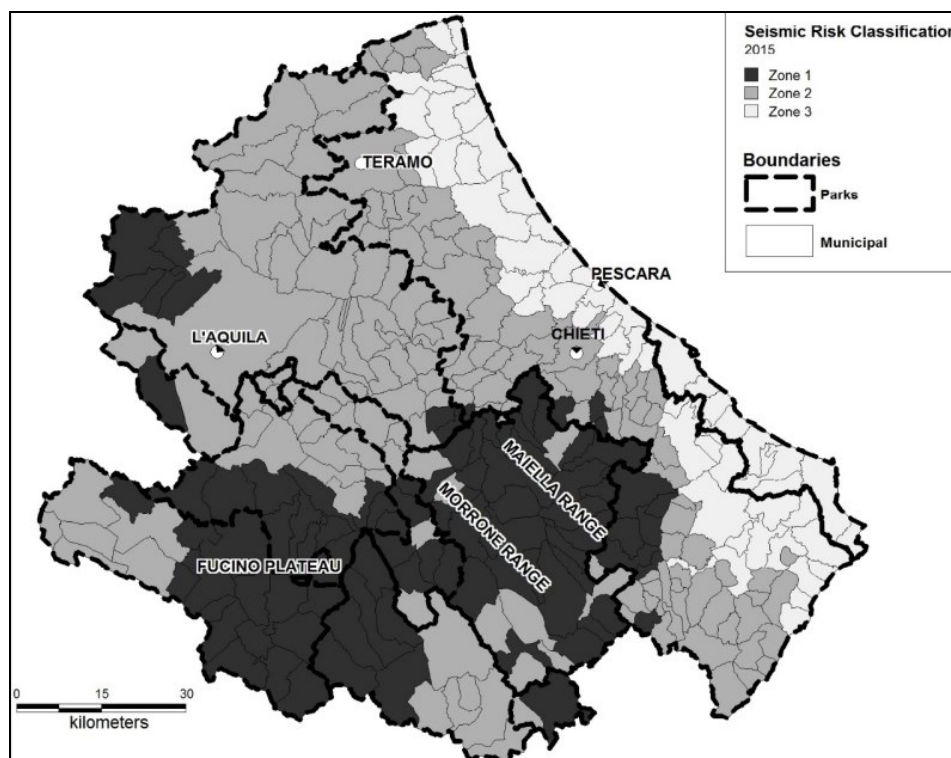 Seismic Risk Classification
2015
Zone 1
Zone 2
Zone 3
Boundaries
Parks
Municipal
TERAMO
PESCARA
L'AQUILA
CHIETI
MAIELLA RANGE
MORRONE RANGE
FUCINO PLATEAU
0 15 30
kilometers